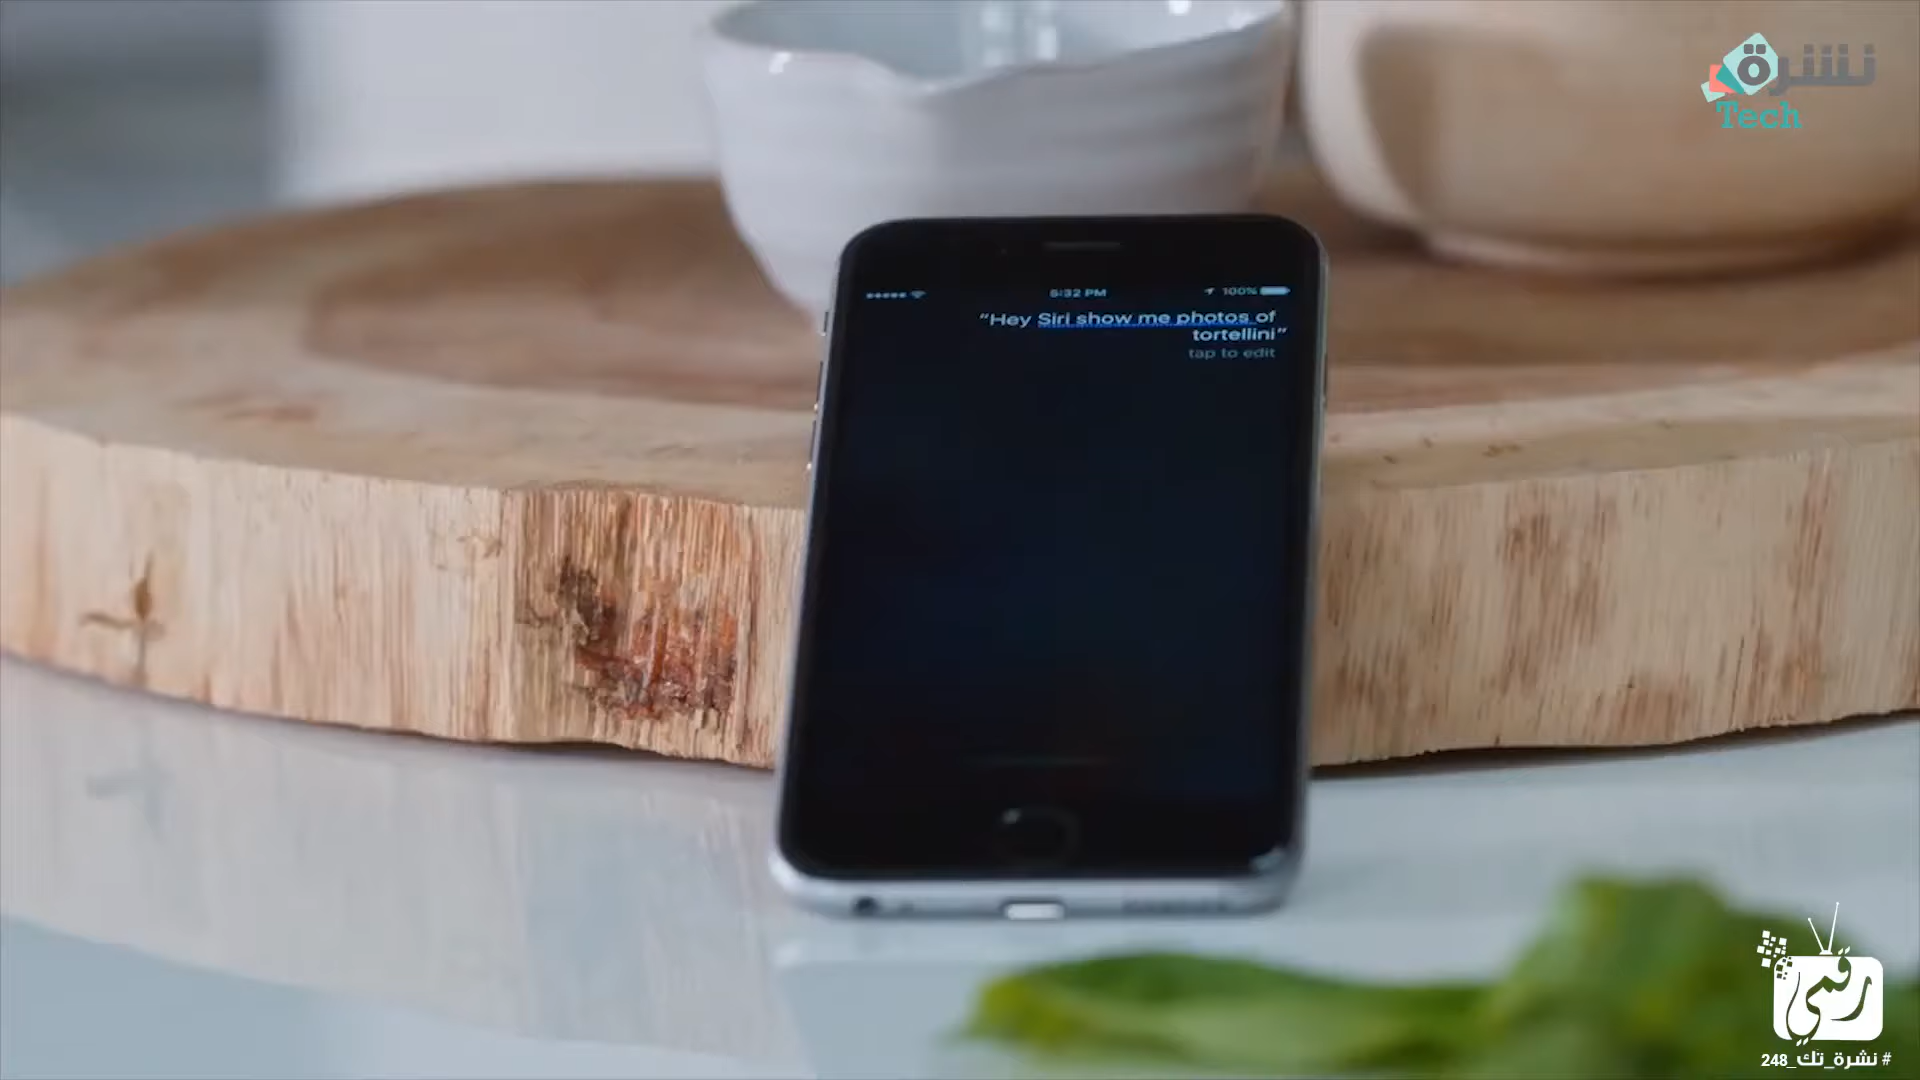 نشرة
Tech
5:32 PM
100%
“Hey Siri show me photos of
tortellini”
tap to edit
رقمي
# نشرة_تك_248